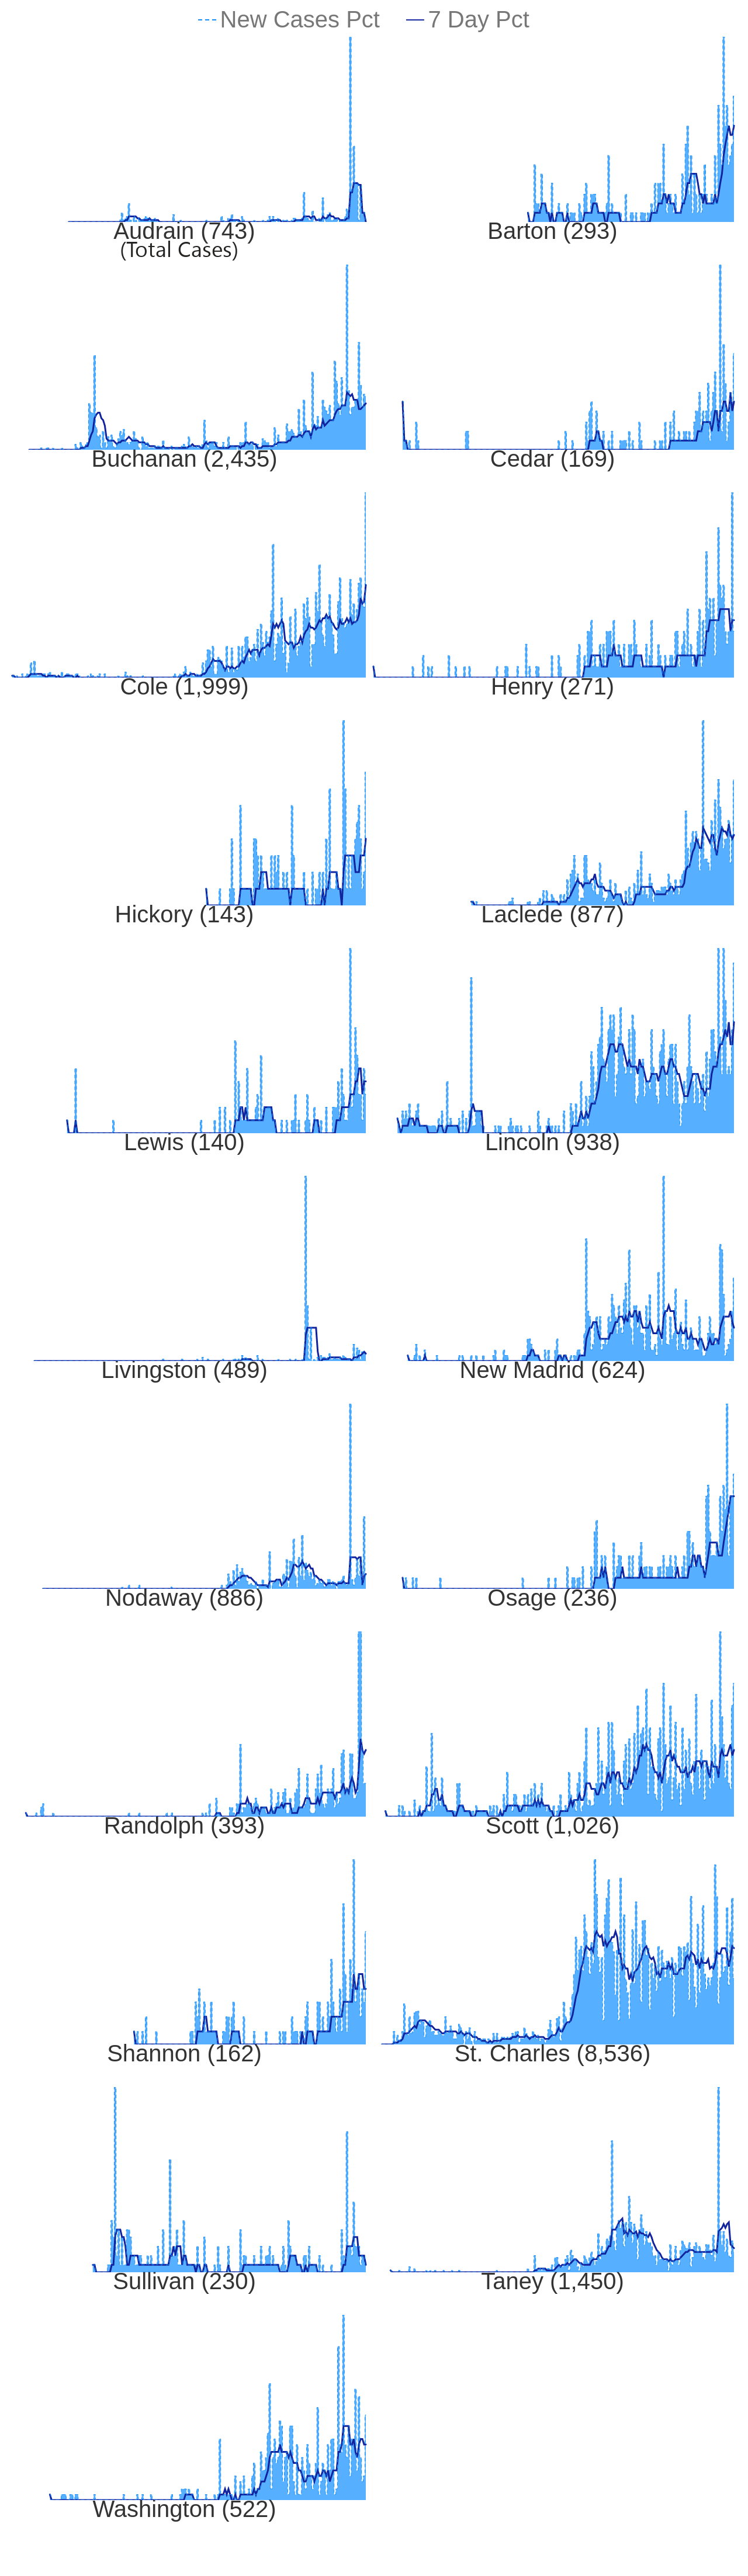 New Cases Pct 7 Day Pct
Audrain (743) Barton (293)
(Total Cases)
Buchanan (2,435) Cedar (169)
Cole (1,999) Henry (271)
Hickory (143) Laclede (877)
Lewis (140) Lincoln (938)
Livingston (489) New Madrid (624)
Nodaway (886) Osage (236)
Randolph (393) Scott (1,026)
Shannon (162) St. Charles (8,536)
Sullivan (230) Taney (1,450)
Washington (522)